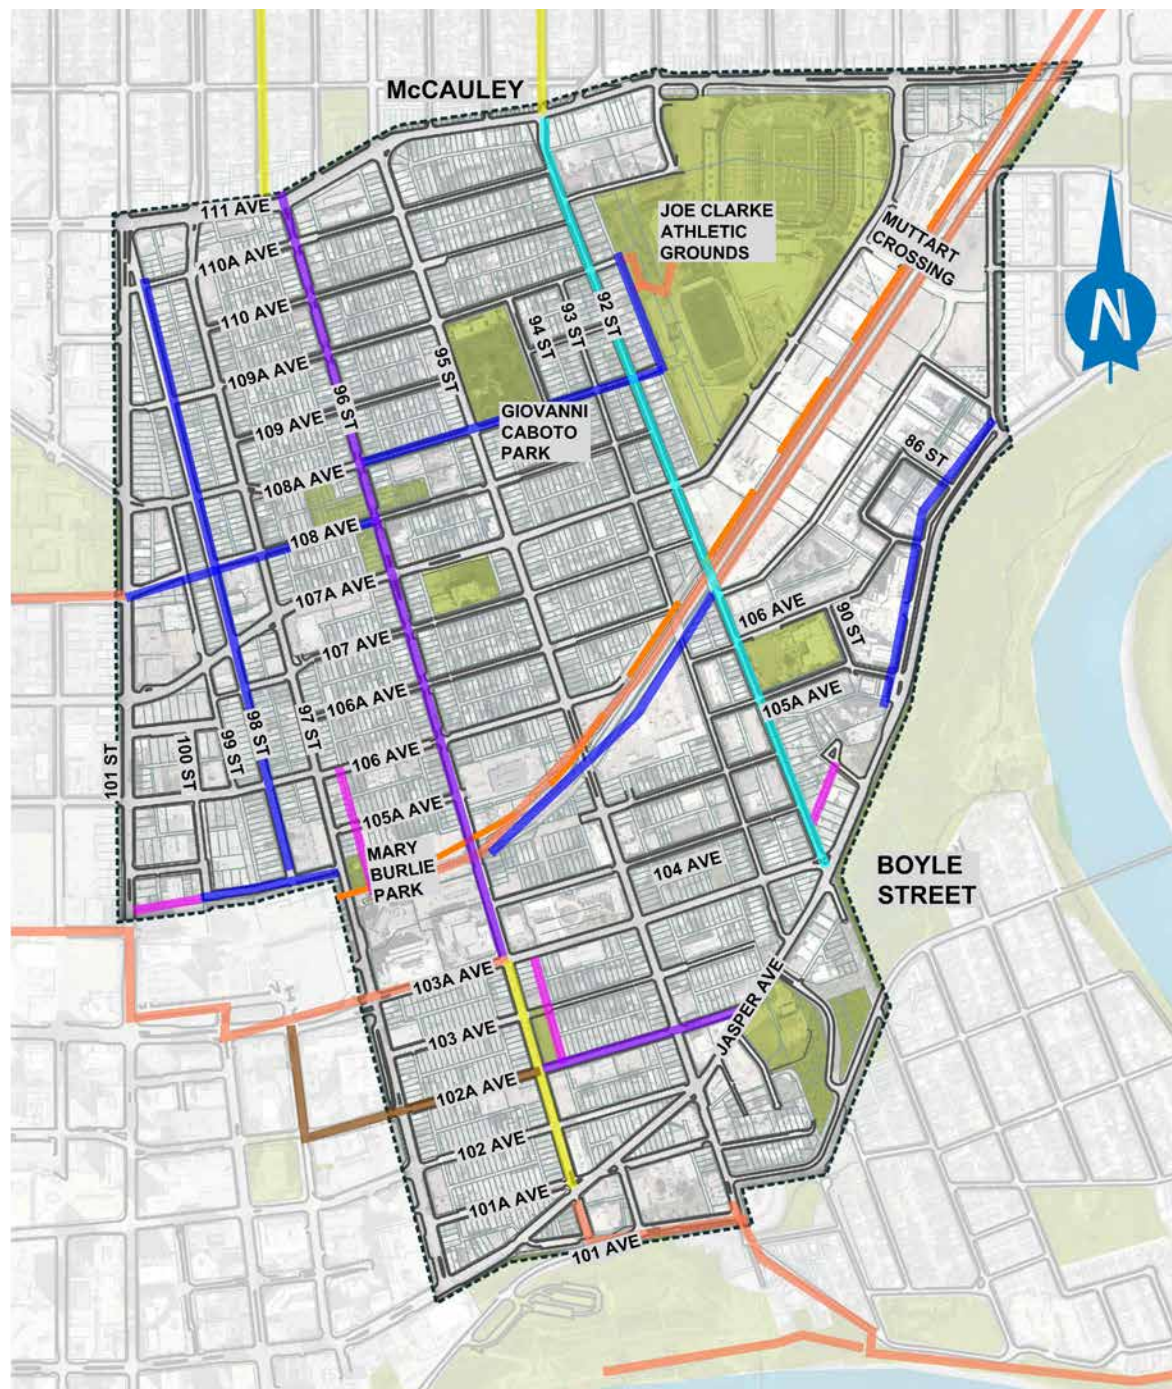 McCAULEY
111 AVE
JOE CLARKE
ATHLETIC
GROUNDS
MUTTART
CROSSING
110A AVE
110 AVE
N
94 ST
93 ST
92 ST
95 ST
109A AVE
96 ST
109 AVE
GIOVANNI
CABOTO
PARK
86 ST
108A AVE
108 AVE
107A AVE
106 AVE
90 ST
107 AVE
106A AVE
105A AVE
101 ST
100 ST
99 ST
98 ST
97 ST
106 AVE
105A AVE
MARY
BURLIE
PARK
104 AVE
BOYLE
STREET
103A AVE
103 AVE
JASPER AVE
102A AVE
102 AVE
101A AVE
101 AVE